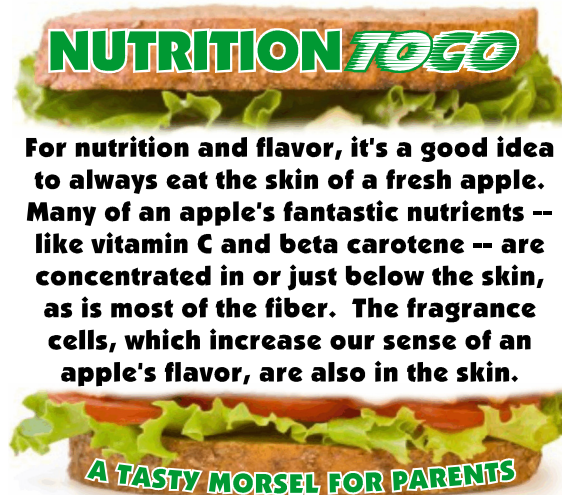 NUTRITION TO GO
For nutrition and flavor, it's a good idea
to always eat the skin of a fresh apple.
Many of an apple's fantastic nutrients --
like vitamin C and beta carotene -- are
concentrated in or just below the skin,
as is most of the fiber.  The fragrance
cells, which increase our sense of an
apple's flavor, are also in the skin.
A TASTY MORSEL FOR PARENTS